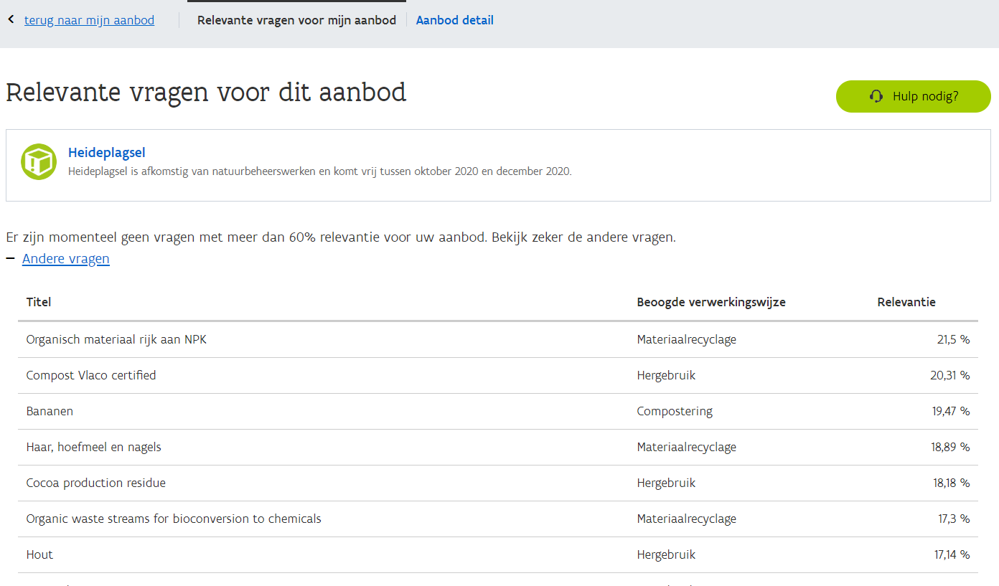 terug naar mijn aanbod Relevante vragen voor mijn aanbod Aanbod detail
Relevante vragen voor dit aanbod
Hulp nodig?
Heideplagsel
Heideplagsel is afkomstig van natuurbeheerswerken en komt vrij tussen oktober 2020 en december 2020.
Er zijn momenteel geen vragen met meer dan 60% relevantie voor uw aanbod. Bekijk zeker de andere vragen.
Andere vragen
Titel Beoogde verwerkingswijze Relevantie
Organisch materiaal rijk aan NPK Materiaalrecyclage 21,5 %
Compost Vlaco certified Hergebruik 20,31 %
Bananen Compostering 19,47 %
Haar, hoefmeel en nagels Materiaalrecyclage 18,89 %
Cocoa production residue Hergebruik 18,18 %
Organic waste streams for bioconversion to chemicals Materiaalrecyclage 17,3 %
Hout Hergebruik 17,14 %